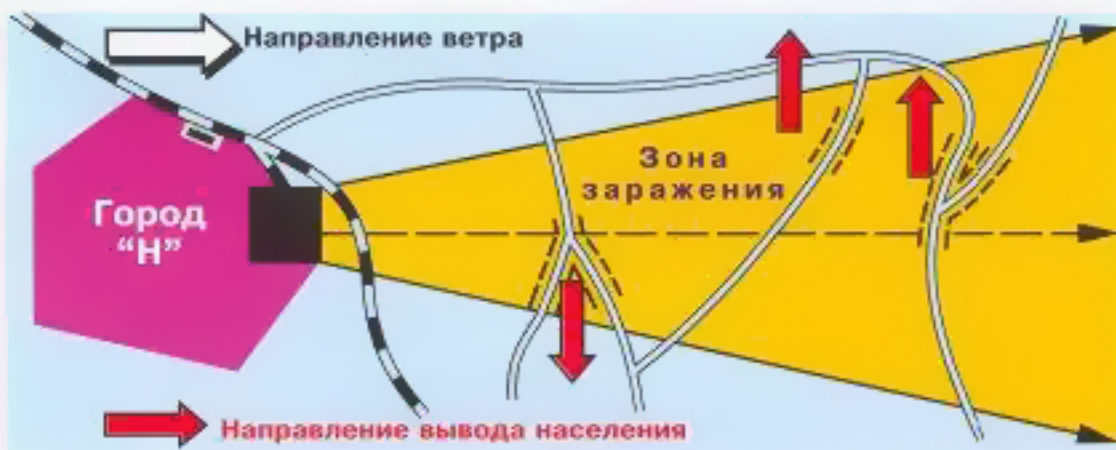 Направление ветра
Зона
заражения
Город
“Н”
Направление вывода населения